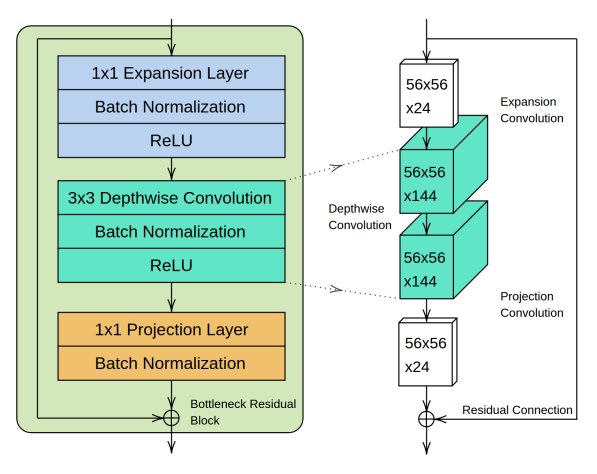 1x1 Expansion Layer
Batch Normalization
ReLU
3x3 Depthwise Convolution
Batch Normalization
ReLU
1x1 Projection Layer
Batch Normalization
Bottleneck Residual
Block
56x56
x24
Expansion
Convolution
56x56
x144
Depthwise
Convolution
56x56
x144
Projection
Convolution
56x56
x24
Residual Connection